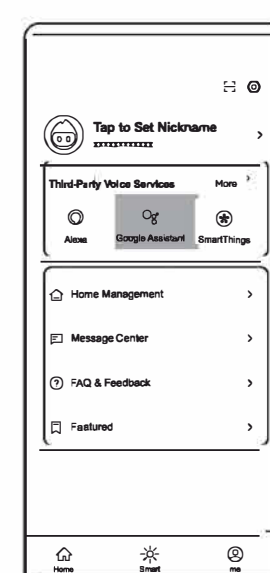 Tap to Set Nickname
xxxxxxxxxxx
Third-Party Voice Services More
Alexa Google Assistant SmartThings
Home Management
Message Center
FAQ & Feedback
Featured
Home Smart me